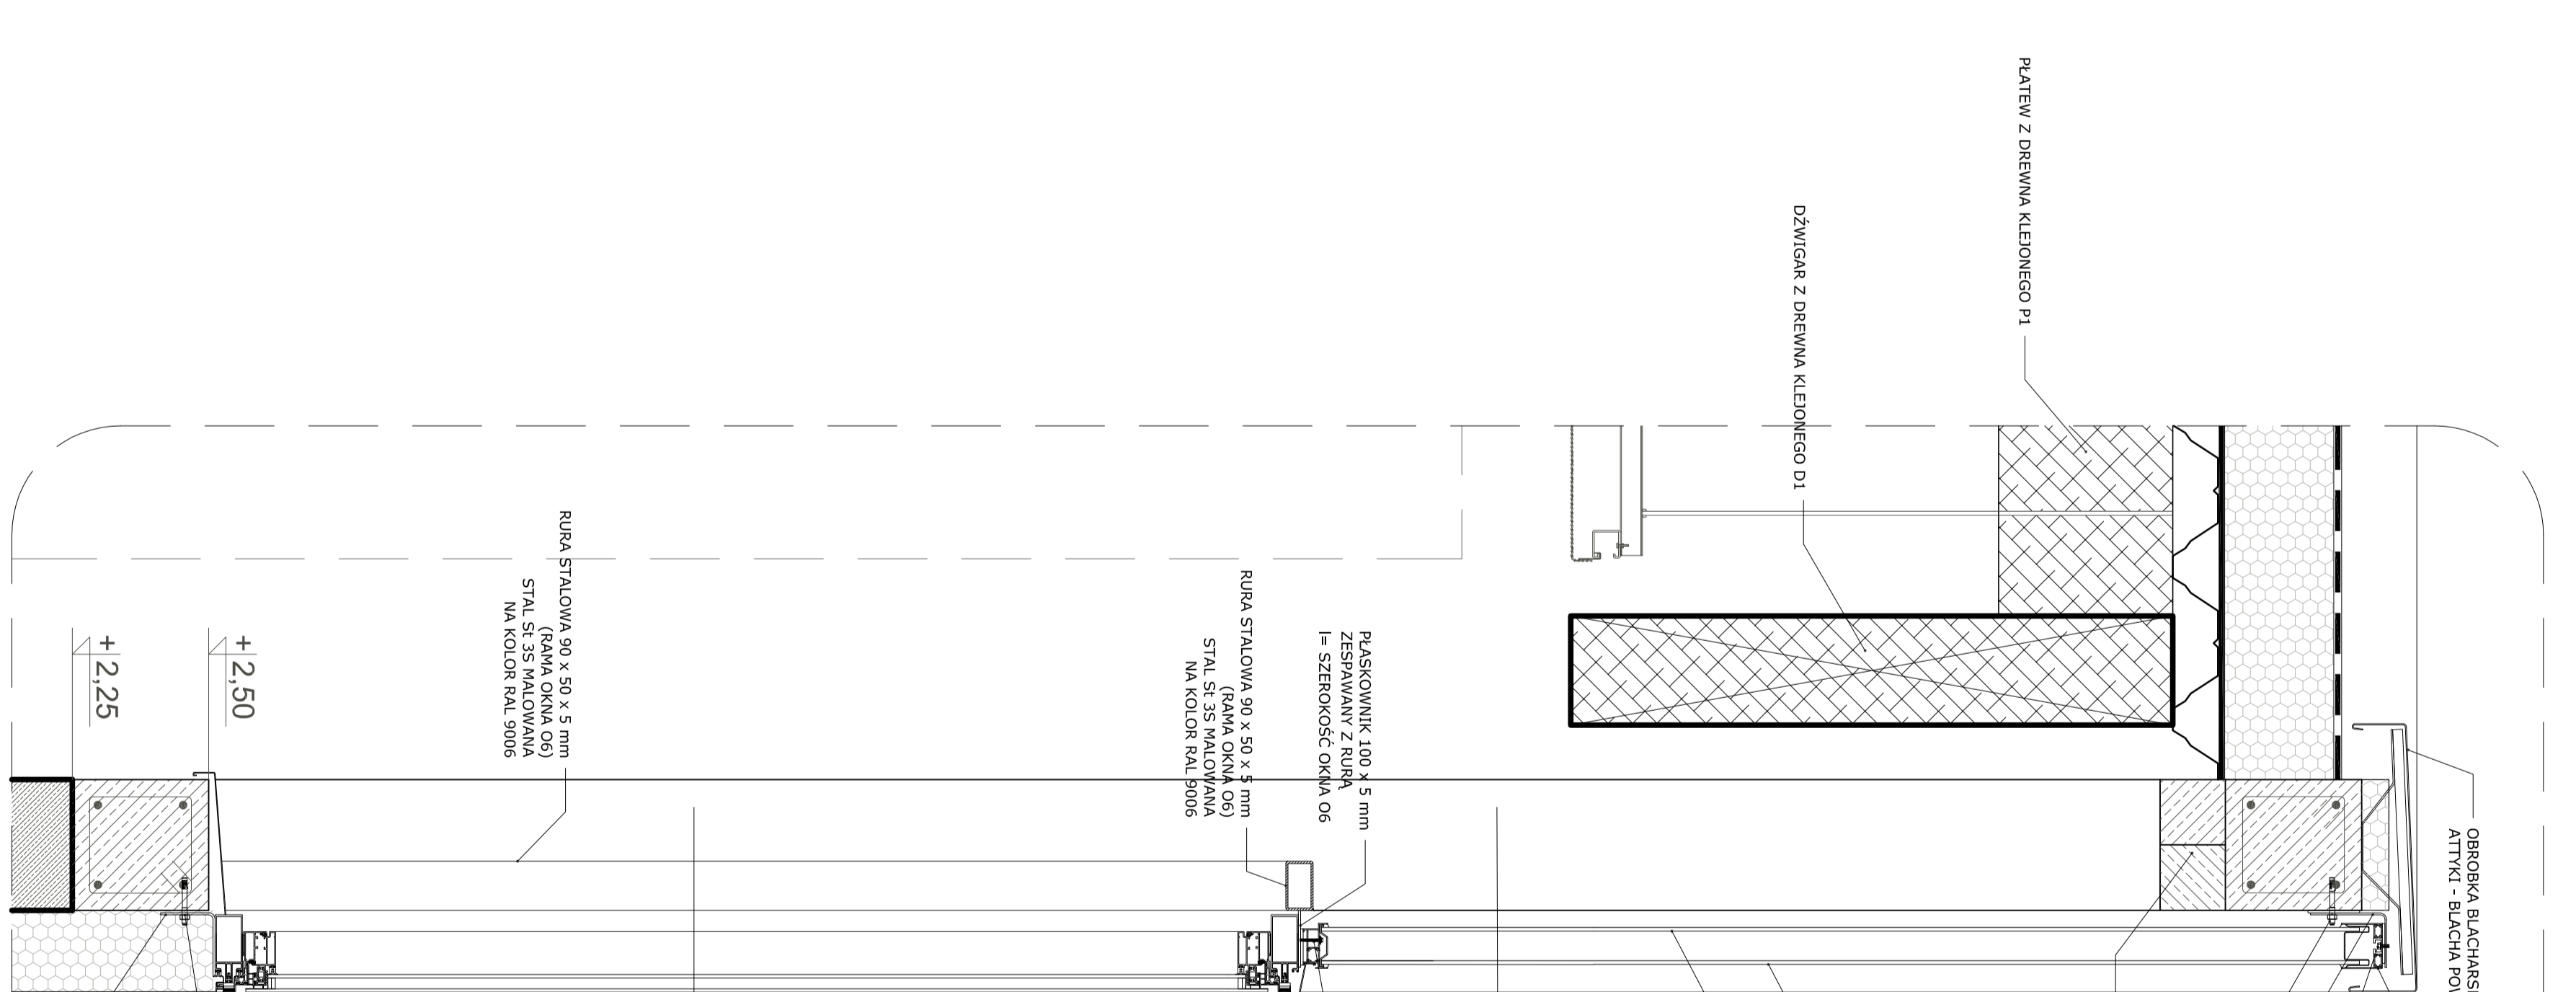 OBRÓBKA BLACHARS
ATTYKI - BLACHA PO
PŁATEW Z DREWNA KLEJONEGO P1
DŹWIGAR Z DREWNA KLEJONEGO D1
PŁASKOWNIK 100 x 5 mm
ZESPAWANY Z RURĄ
l= SZEROKOŚĆ OKNA O6
RURA STALOWA 90 x 50 x 5 mm
(RAMA OKNA O6)
STAL St 3S MALOWANA
NA KOLOR RAL 9006
RURA STALOWA 90 x 50 x 5 mm
(RAMA OKNA O6)
STAL St 3S MALOWANA
NA KOLOR RAL 9006
+ 2,50
+ 2,25